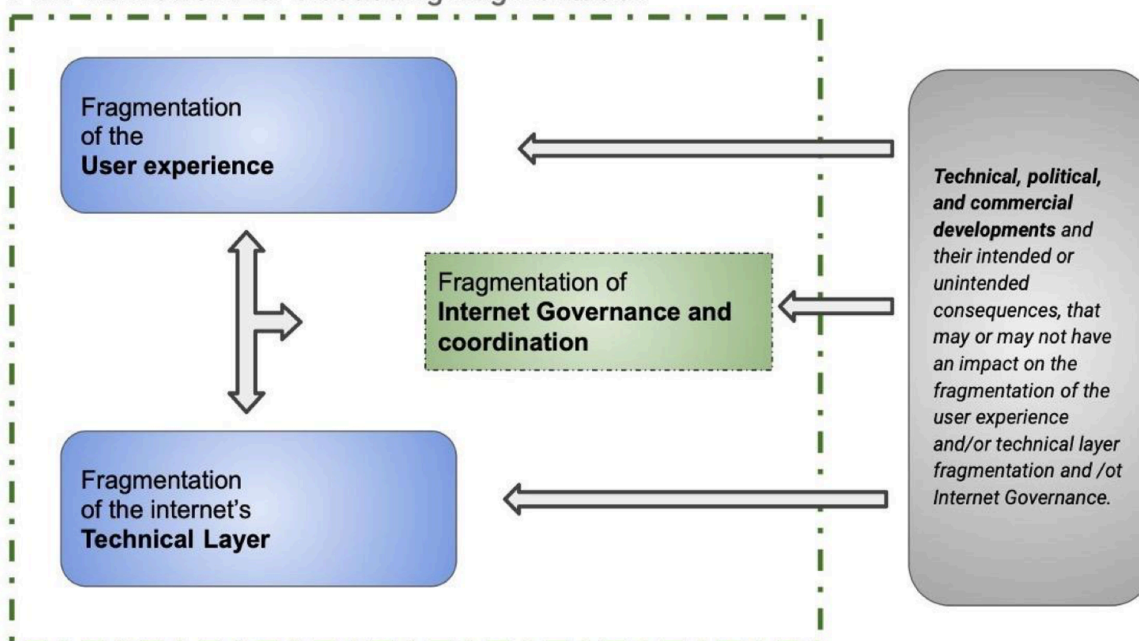 Fragmentation
of the
User experience
Fragmentation of
Internet Governance and
coordination
Fragmentation
of the internet's
Technical Layer
Technical, political,
and commercial
developments and
their intended or
unintended
consequences, that
may or may not have
an impact on the
fragmentation of the
user experience
and/or technical layer
fragmentation and /ot
Internet Governance.